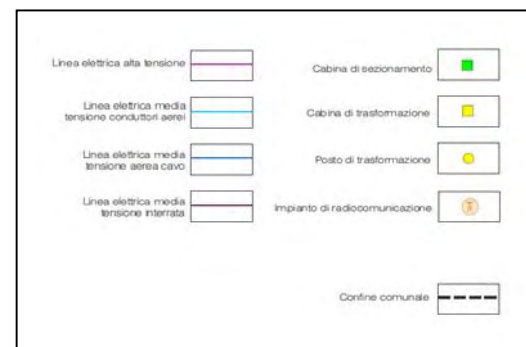 Linea elettrica alta tensione
Linea elettrica media
tensione conduttori aerei
Linea elettrica media
tensione aerea cavo
Linea elettrica media
tensione interrata
Cabina di sezionamento
Cabina di trasformazione
Posto di trasformazione
Impianto di radiocomunicazione
Confine comunale